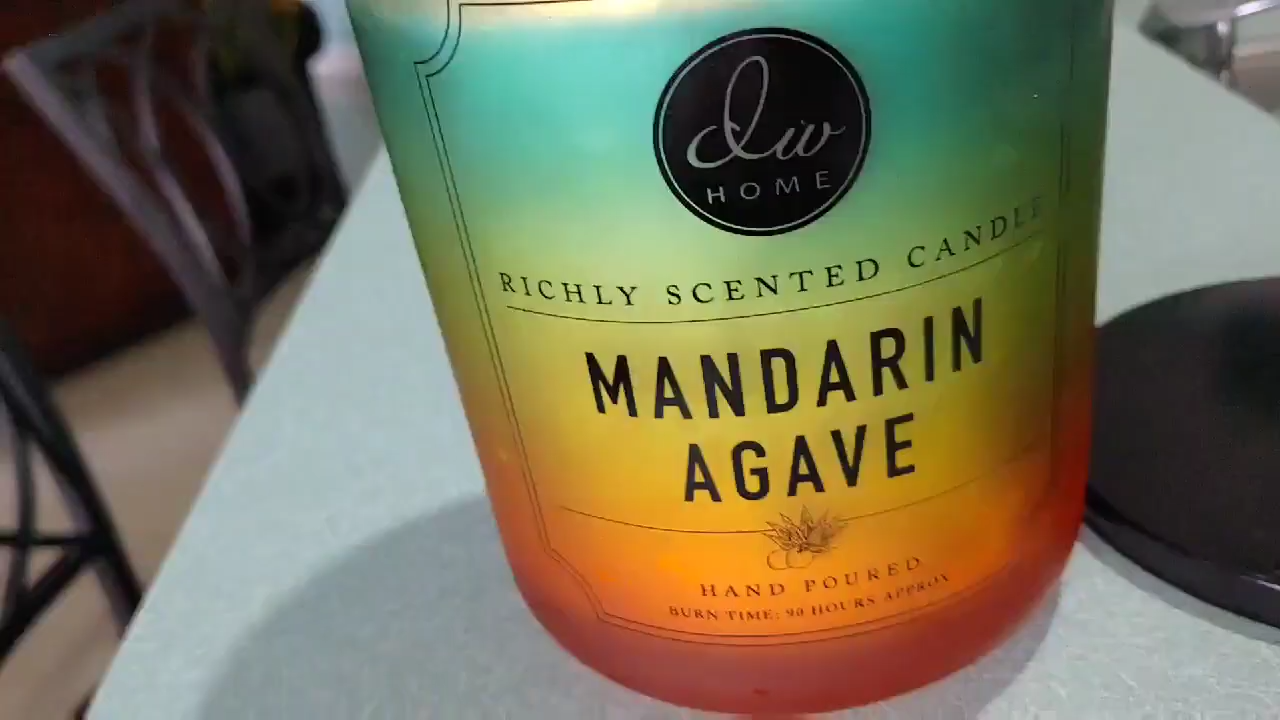 dw
HOME
RICHLY SCENTED CANDLE
MANDARIN
AGAVE
HAND POURED
BURN TIME: 90 HOURS APPROX